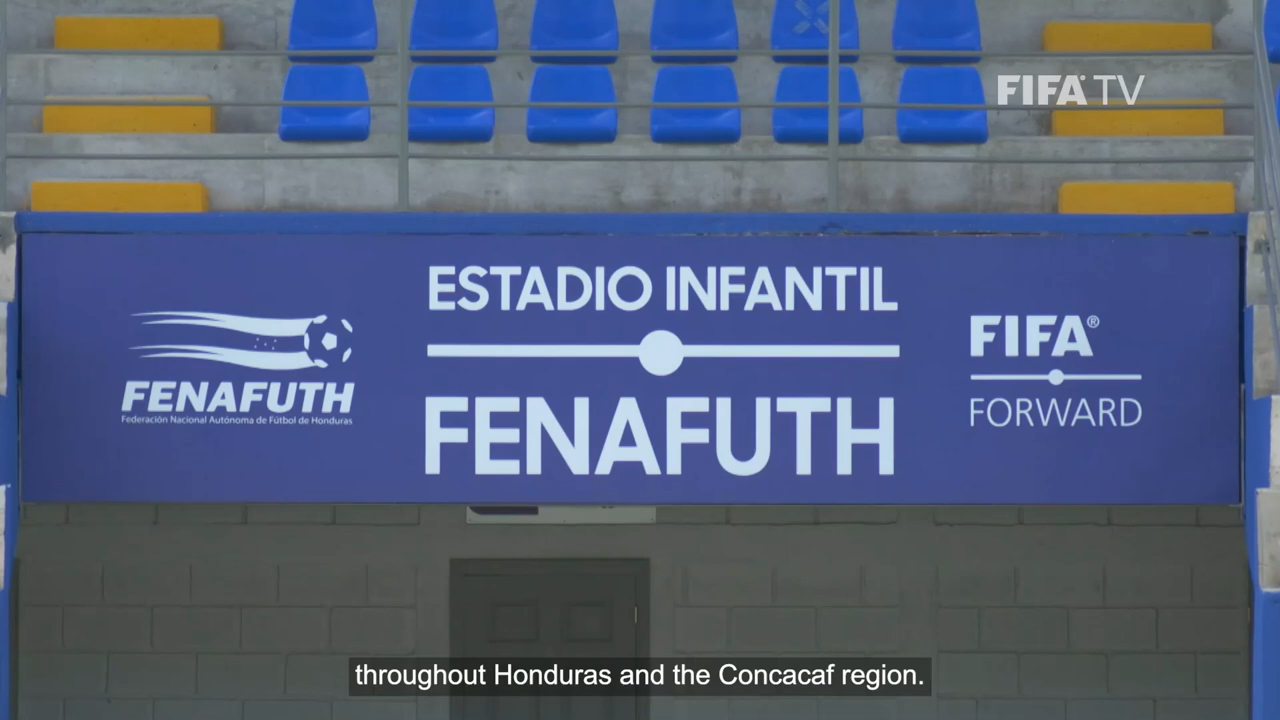 FIFA TV
ESTADIO INFANTIL
FENAFUTH
FENAFUTH
Federación Nacional Autónoma de Fútbol de Honduras
FIFA®
FORWARD
throughout Honduras and the Concacaf region.